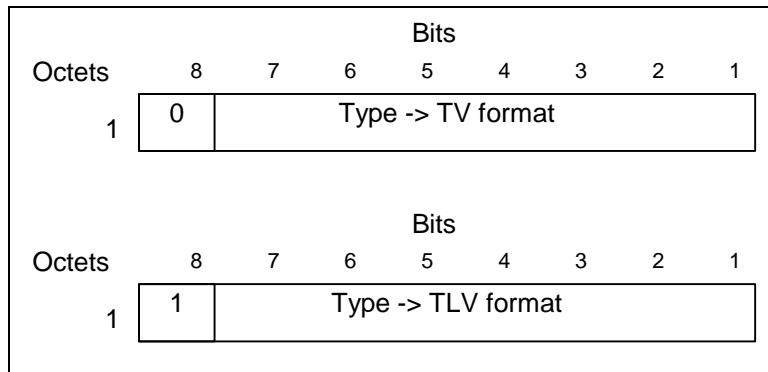 Bits
Octets 8 7 6 5 4 3 2 1
1 0 Type -> TV format
Bits
Octets 8 7 6 5 4 3 2 1
1 1 Type -> TLV format